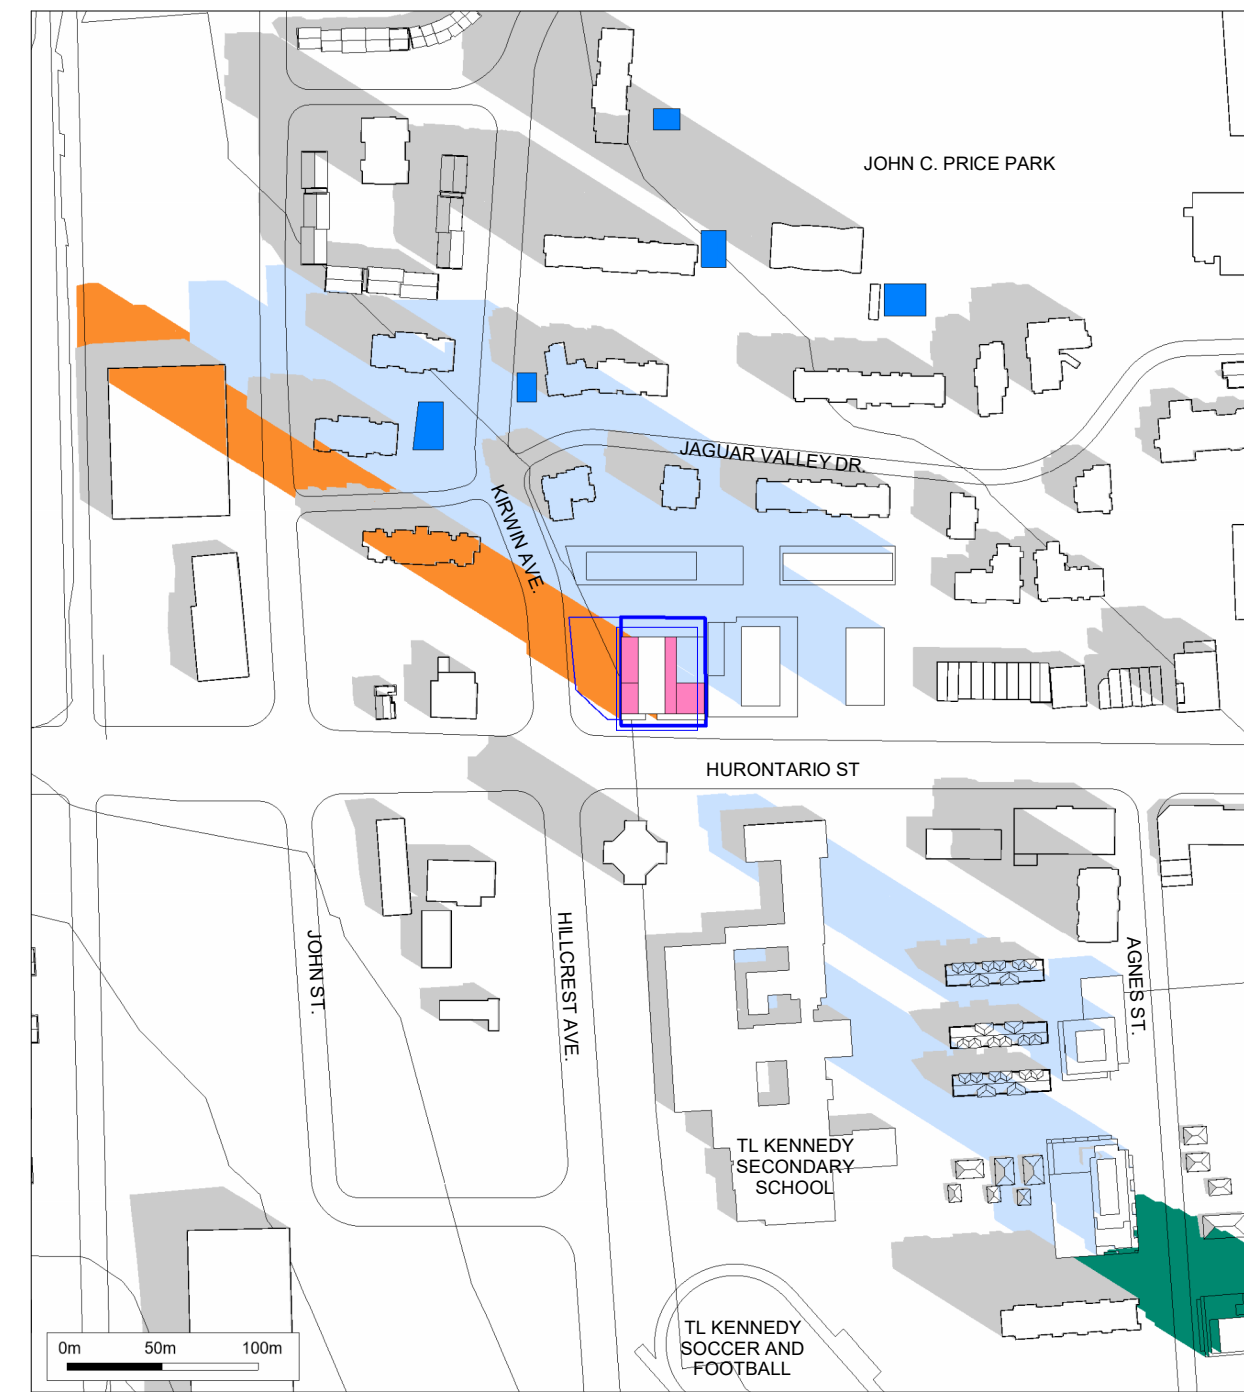 JOHN C. PRICE PARK
JAGUAR VALLEY DR.
KIRWIN AVE.
HURONTARIO ST
JOHN ST.
HILLCREST AVE.
AGNES ST.
TL KENNEDY
SECONDARY
SCHOOL
TL KENNEDY
SOCCER AND
FOOTBALL
0m 50m 100m